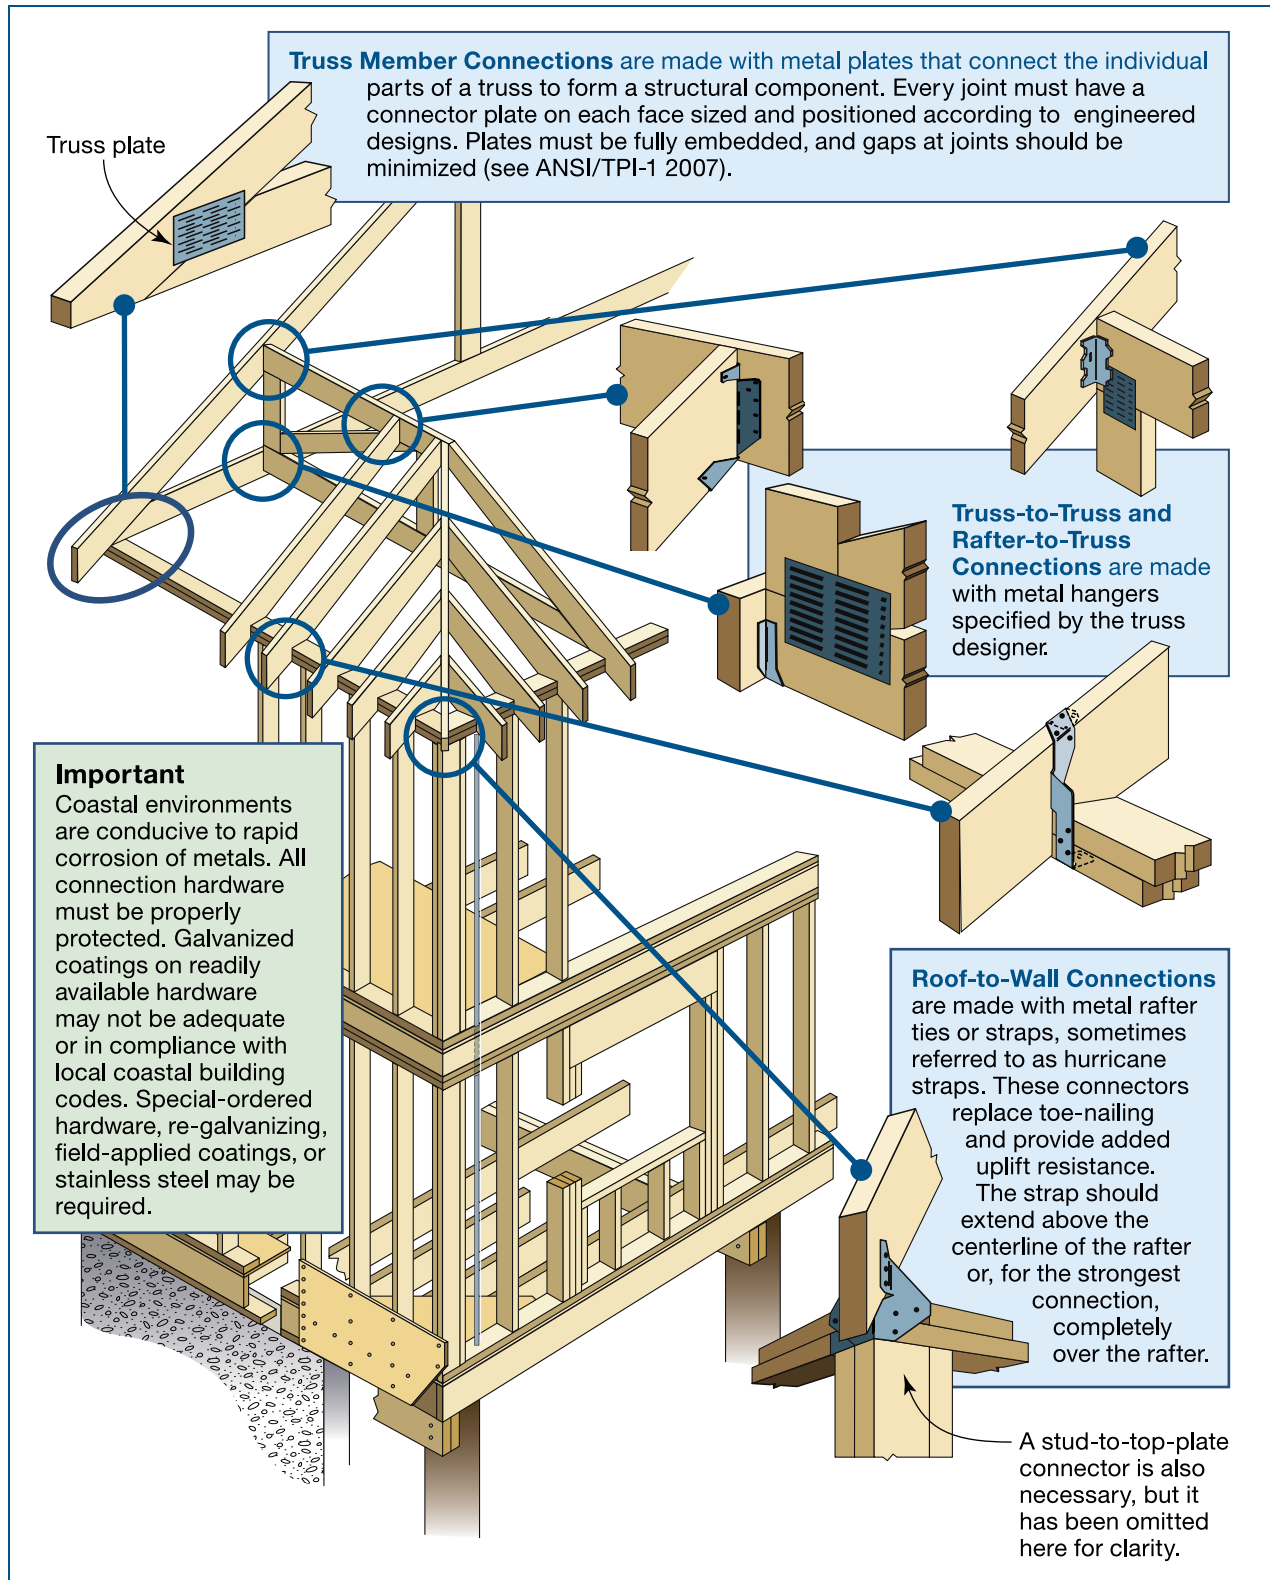 Truss Member Connections are made with metal plates that connect the individual
parts of a truss to form a structural component. Every joint must have a
connector plate on each face sized and positioned according to engineered
designs. Plates must be fully embedded, and gaps at joints should be
minimized (see ANSI/TPI-1 2007).
Truss plate
Truss-to-Truss and
Rafter-to-Truss
Connections are made
with metal hangers
specified by the truss
designer.
Important
Coastal environments
are conducive to rapid
corrosion of metals. All
connection hardware
must be properly
protected. Galvanized
coatings on readily
available hardware
may not be adequate
or in compliance with
local coastal building
codes. Special-ordered
hardware, re-galvanizing,
field-applied coatings, or
stainless steel may be
required.
Roof-to-Wall Connections
are made with metal rafter
ties or straps, sometimes
referred to as hurricane
straps. These connectors
replace toe-nailing
and provide added
uplift resistance.
The strap should
extend above the
centerline of the rafter
or, for the strongest
connection,
completely
over the rafter.
A stud-to-top-plate
connector is also
necessary, but it
has been omitted
here for clarity.